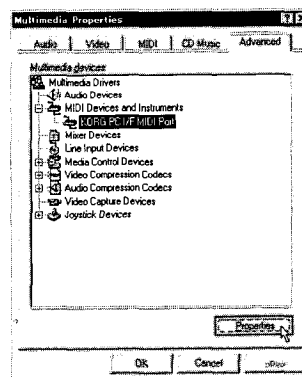 Multimedia Properties
Audio Video MIDI CD Music Advanced
Multimedia devices:
Multimedia Drivers
Audio Devices
MIDI Devices and Instruments
KORG PC I/F MIDI Port
Mixer Devices
Line Input Devices
Media Control Devices
Video Compression Codecs
Audio Compression Codecs
Video Capture Devices
Joystick Devices
Properties
OK Cancel